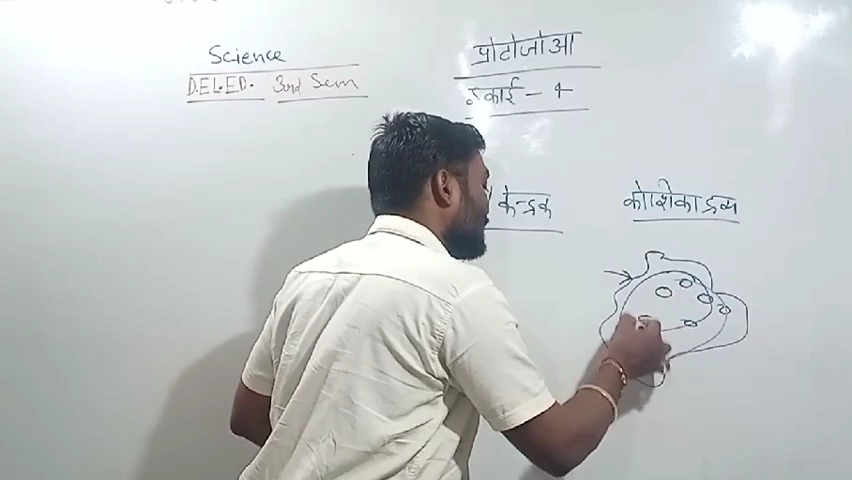 Science
D.EL.ED. 3rd Sem
प्रोटोजोआ
इकाई - 4
केन्द्रक
कोशिका द्रव्य